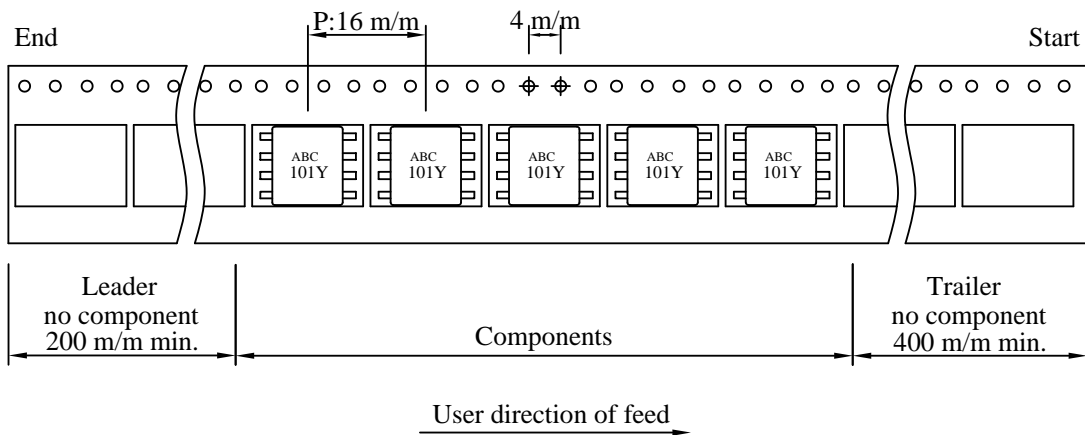 P:16 m/m
4 m/m
End
Start
ABC
101Y
ABC
101Y
ABC
101Y
ABC
101Y
ABC
101Y
Leader
no component
200 m/m min.
Components
Trailer
no component
400 m/m min.
User direction of feed